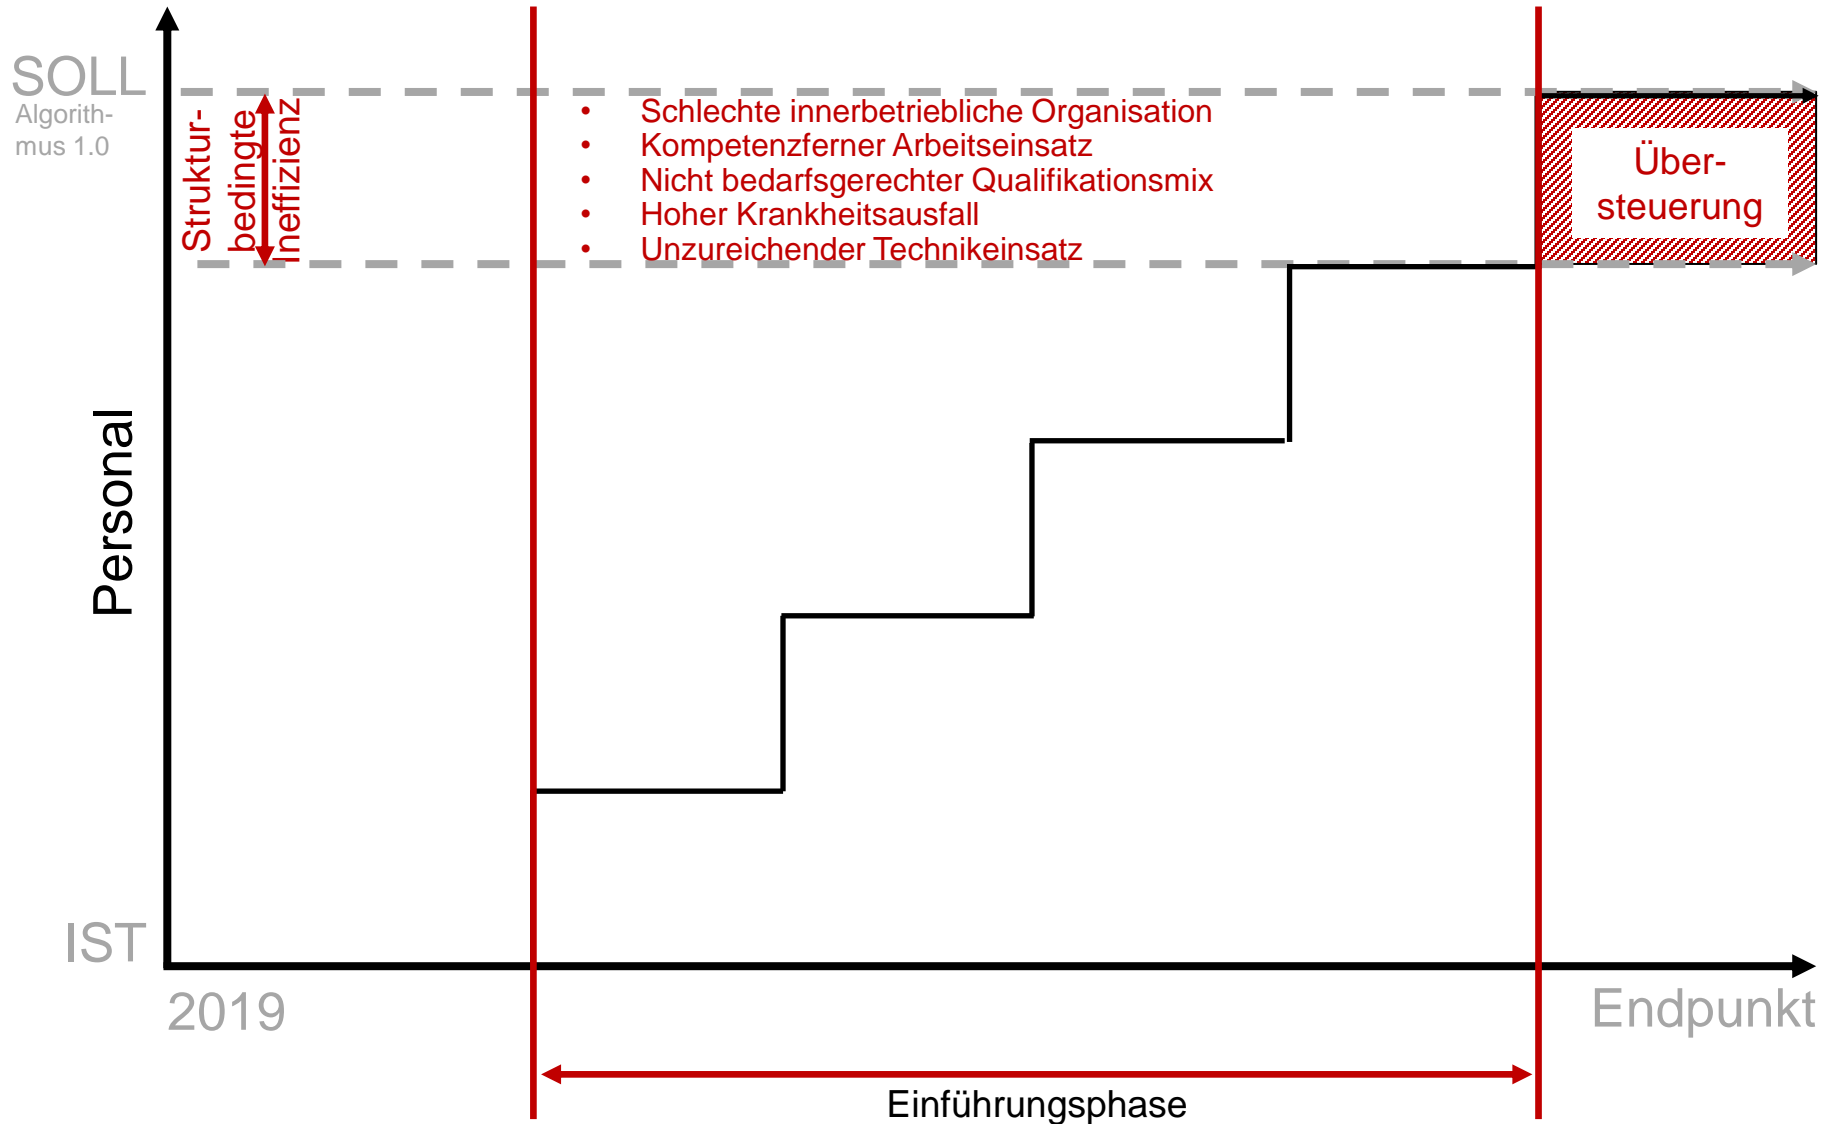 SOLL
Algorith-
mus 1.0
Struktur-
bedingte
Ineffizienz
• Schlechte innerbetriebliche Organisation
• Kompetenzferner Arbeitseinsatz
• Nicht bedarfsgerechter Qualifikationsmix
• Hoher Krankheitsausfall
• Unzureichender Technikeinsatz
Über-
steuerung
Personal
IST
2019
Endpunkt
Einführungsphase